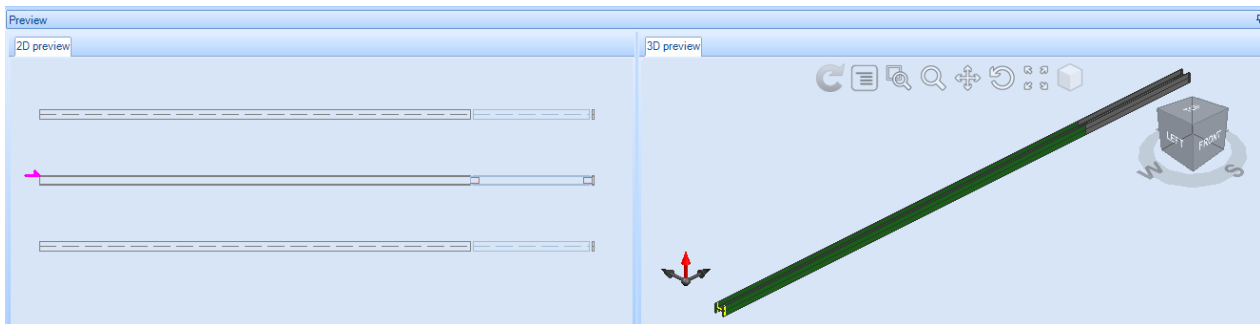 Preview
2D preview
3D preview
TOP
LEFT
FRONT
W
S